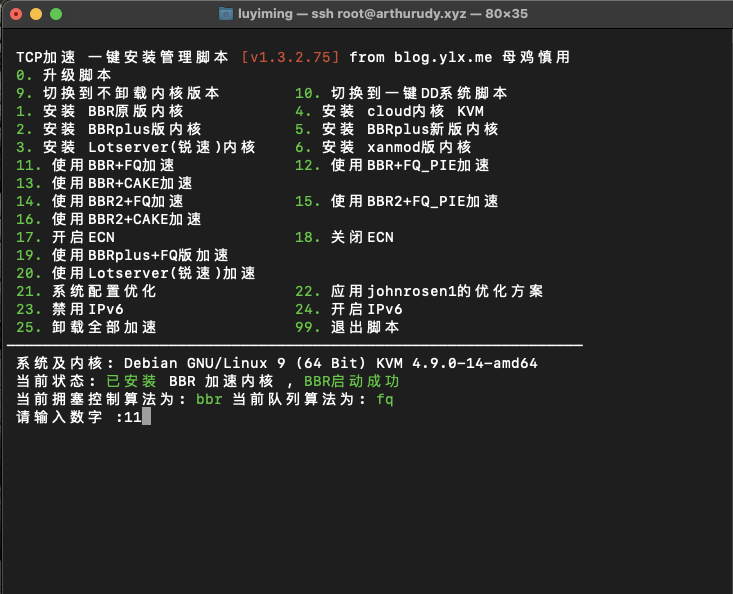 luyiming — ssh root@arthurudy.xyz — 80×35
TCP加速 一键安装管理脚本 [v1.3.2.75] from blog.ylx.me 母鸡慎用
0. 升级脚本
9. 切换到不卸载内核版本 10. 切换到一键DD系统脚本
1. 安装 BBR原版内核 4. 安装 cloud内核 KVM
2. 安装 BBRplus版内核 5. 安装 BBRplus新版内核
3. 安装 Lotserver(锐速)内核 6. 安装 xanmod版内核
11. 使用BBR+FQ加速 12. 使用BBR+FQ_PIE加速
13. 使用BBR+CAKE加速
14. 使用BBR2+FQ加速 15. 使用BBR2+FQ_PIE加速
16. 使用BBR2+CAKE加速
17. 开启ECN 18. 关闭ECN
19. 使用BBRplus+FQ版加速
20. 使用Lotserver(锐速)加速
21. 系统配置优化 22. 应用johnrosen1的优化方案
23. 禁用IPv6 24. 开启IPv6
25. 卸载全部加速 99. 退出脚本
系统及内核: Debian GNU/Linux 9 (64 Bit) KVM 4.9.0-14-amd64
当前状态: 已安装 BBR 加速内核 , BBR启动成功
当前拥塞控制算法为: bbr 当前队列算法为: fq
请输入数字 :11